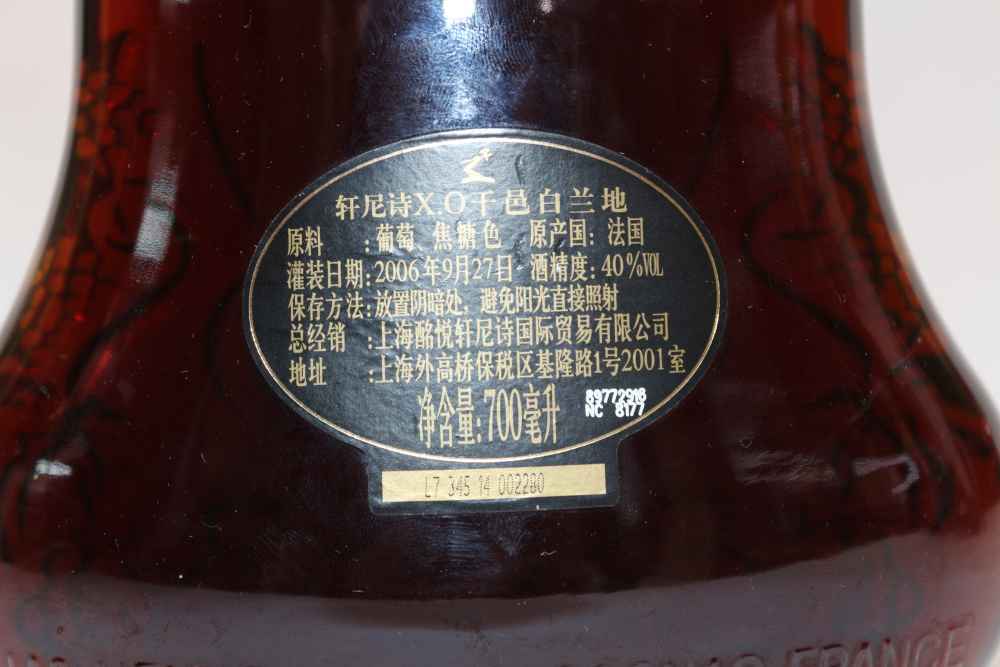 轩尼诗X.O干邑白兰地
原料 :葡萄、焦糖色 原产国: 法国
灌装日期:2006年9月27日 酒精度: 40%VOL
保存方法:放置阴暗处, 避免阳光直接照射
总经销 :上海酩悦轩尼诗国际贸易有限公司
地址 :上海外高桥保税区基隆路1号2001室
净含量:700毫升
89772918
NC 8177
L7 345 14 002280
FRANCE